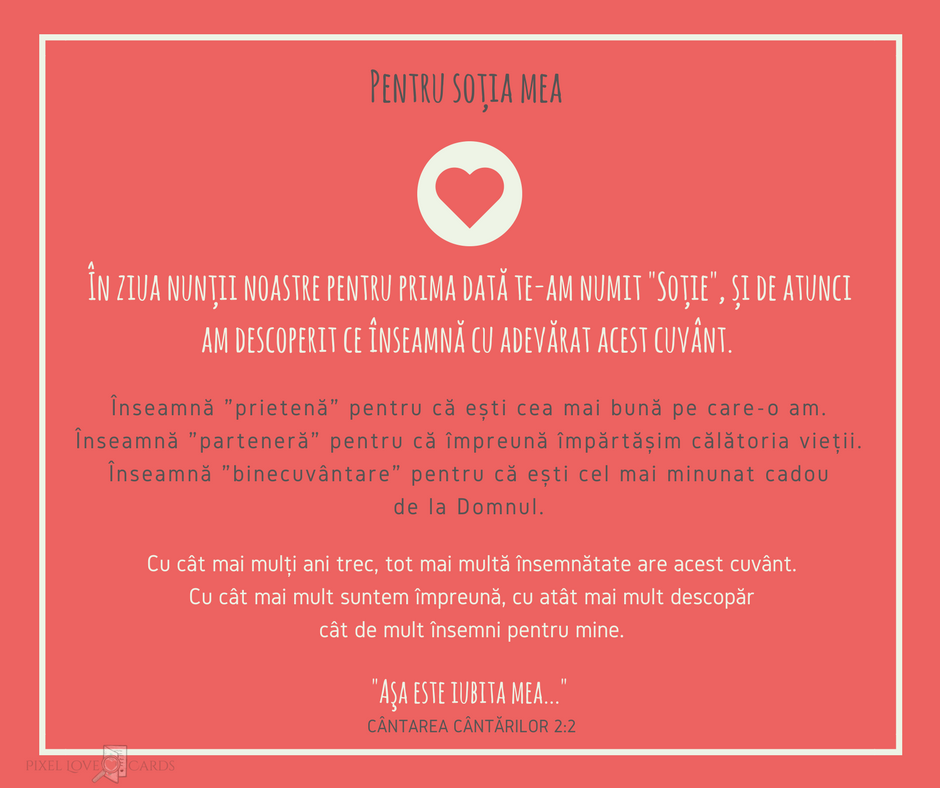 Pentru soția mea
În ziua nunții noastre pentru prima dată te-am numit "Soție", și de atunci
am descoperit ce înseamnă cu adevărat acest cuvânt.
Înseamnă ”prietenă” pentru că ești cea mai bună pe care-o am.
Înseamnă ”parteneră” pentru că împreună împărtășim călătoria vieții.
Înseamnă ”binecuvântare” pentru că ești cel mai minunat cadou
de la Domnul.
Cu cât mai mulți ani trec, tot mai multă însemnătate are acest cuvânt.
Cu cât mai mult suntem împreună, cu atât mai mult descopăr
cât de mult însemni pentru mine.
"Aşa este iubita mea..."
CÂNTAREA CÂNTĂRILOR 2:2
PIXEL LOVE CARDS